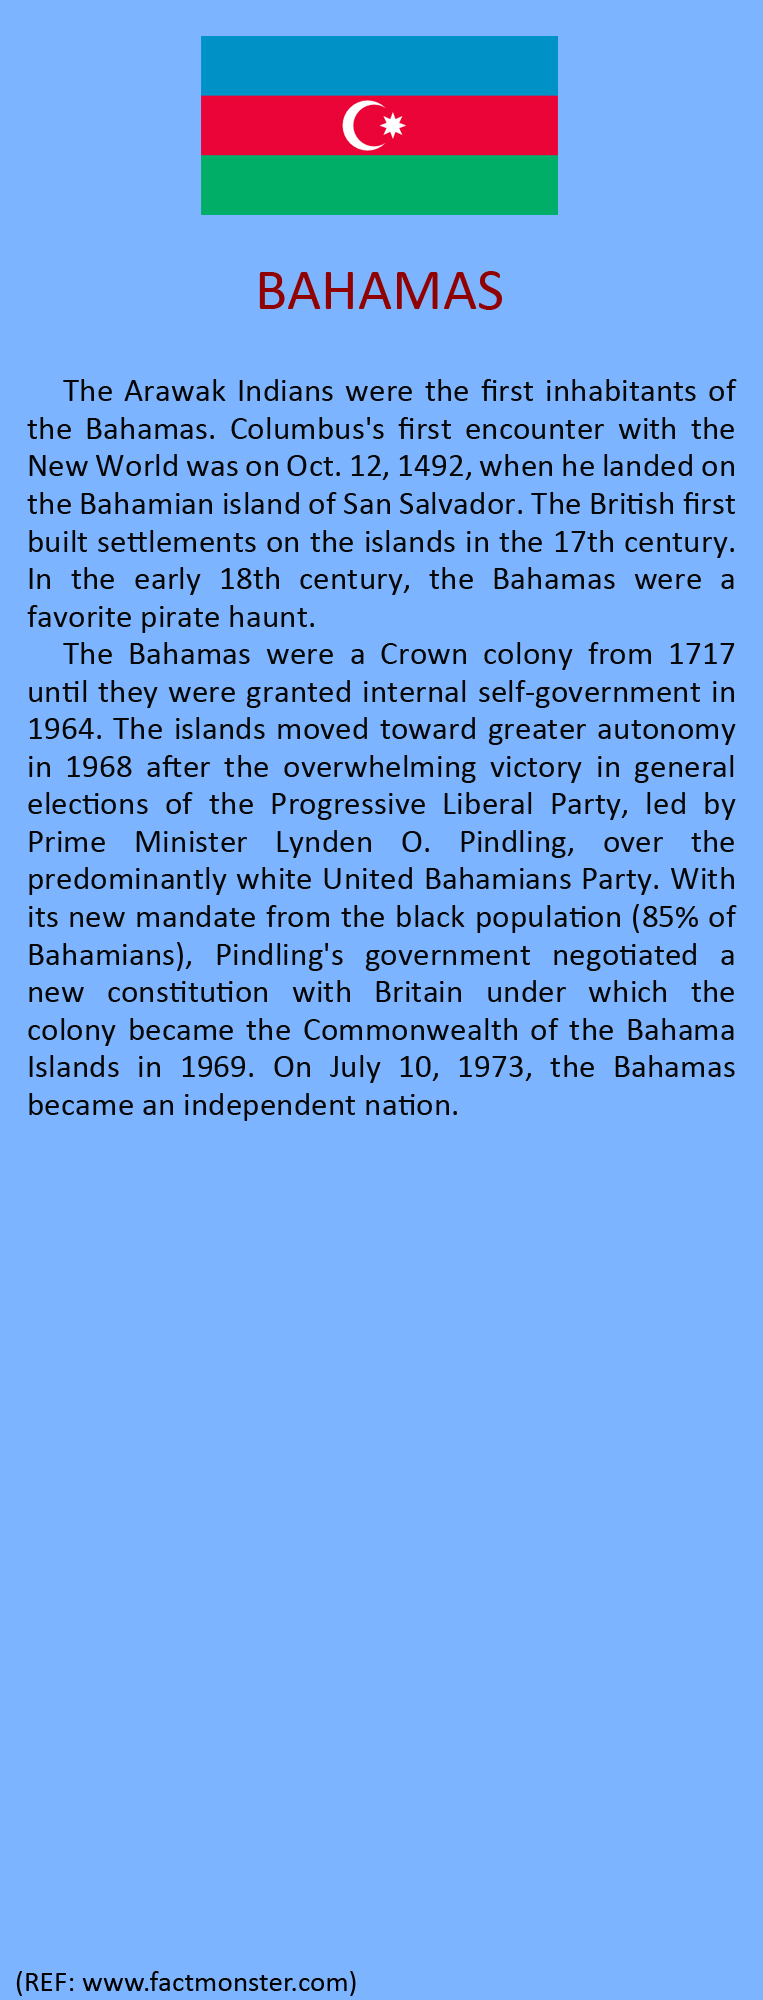 BAHAMAS
The Arawak Indians were the first inhabitants of
the Bahamas. Columbus's first encounter with the
New World was on Oct. 12, 1492, when he landed on
the Bahamian island of San Salvador. The British first
built settlements on the islands in the 17th century.
In the early 18th century, the Bahamas were a
favorite pirate haunt.
The Bahamas were a Crown colony from 1717
until they were granted internal self-government in
1964. The islands moved toward greater autonomy
in 1968 after the overwhelming victory in general
elections of the Progressive Liberal Party, led by
Prime Minister Lynden O. Pindling, over the
predominantly white United Bahamians Party. With
its new mandate from the black population (85% of
Bahamians), Pindling's government negotiated a
new constitution with Britain under which the
colony became the Commonwealth of the Bahama
Islands in 1969. On July 10, 1973, the Bahamas
became an independent nation.
(REF: www.factmonster.com)